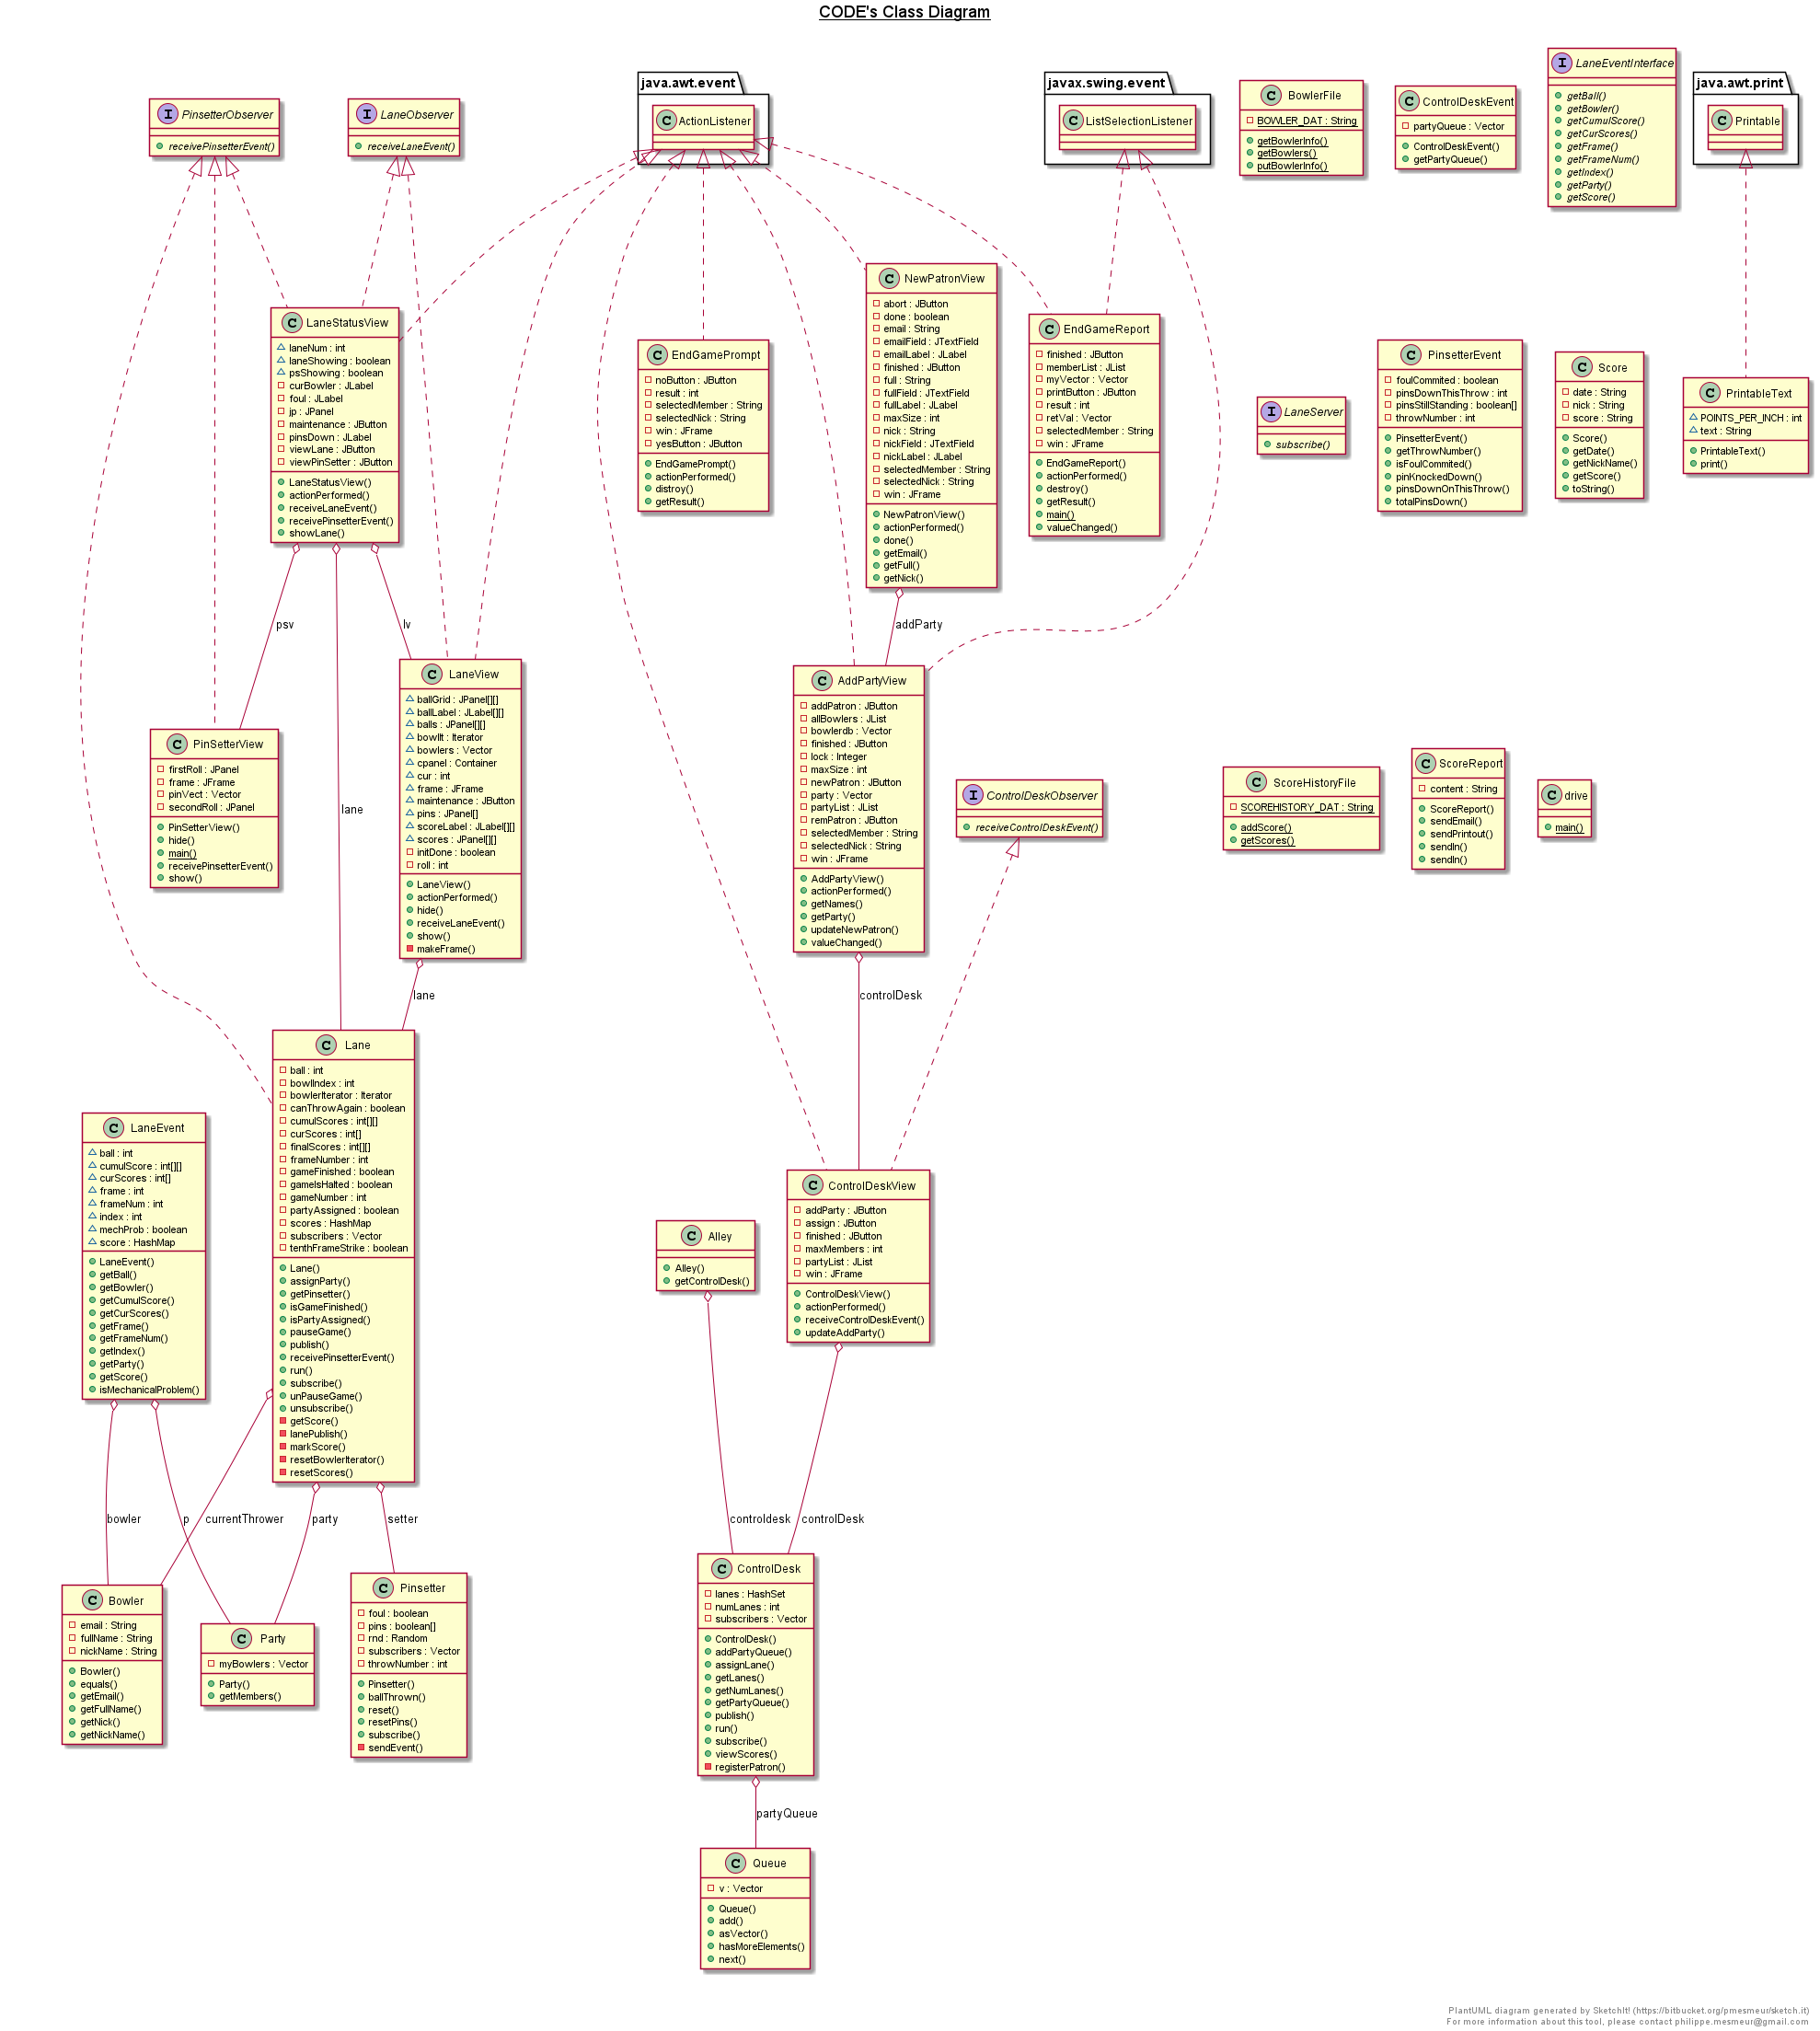 CODE's Class Diagram
PinsetterObserver
receivePinsetterEvent()
LaneObserver
receiveLaneEvent()
java.awt.event
ActionListener
javax.swing.event
ListSelectionListener
BowlerFile
BOWLER_DAT : String
getBowlerInfo()
getBowlers()
putBowlerInfo()
ControlDeskEvent
partyQueue : Vector
ControlDeskEvent()
getPartyQueue()
LaneEventInterface
getBall()
getBowler()
getCumulScore()
getCurScores()
getFrame()
getFrameNum()
getIndex()
getParty()
getScore()
java.awt.print
Printable
LaneStatusView
laneNum : int
laneShowing : boolean
psShowing : boolean
curBowler : JLabel
foul : JLabel
jp : JPanel
maintenance : JButton
pinsDown : JLabel
viewLane : JButton
viewPinSetter : JButton
LaneStatusView()
actionPerformed()
receiveLaneEvent()
receivePinsetterEvent()
showLane()
EndGamePrompt
noButton : JButton
result : int
selectedMember : String
selectedNick : String
win : JFrame
yesButton : JButton
EndGamePrompt()
actionPerformed()
distroy()
getResult()
NewPatronView
abort : JButton
done : boolean
email : String
emailField : JTextField
emailLabel : JLabel
finished : JButton
full : String
fullField : JTextField
fullLabel : JLabel
maxSize : int
nick : String
nickField : JTextField
nickLabel : JLabel
selectedMember : String
selectedNick : String
win : JFrame
NewPatronView()
actionPerformed()
done()
getEmail()
getFull()
getNick()
EndGameReport
finished : JButton
memberList : JList
myVector : Vector
printButton : JButton
result : int
retVal : Vector
selectedMember : String
win : JFrame
EndGameReport()
actionPerformed()
destroy()
getResult()
main()
valueChanged()
LaneServer
subscribe()
PinsetterEvent
foulCommited : boolean
pinsDownThisThrow : int
pinsStillStanding : boolean[]
throwNumber : int
PinsetterEvent()
getThrowNumber()
isFoulCommited()
pinKnockedDown()
pinsDownOnThisThrow()
totalPinsDown()
Score
date : String
nick : String
score : String
Score()
getDate()
getNickName()
getScore()
toString()
PrintableText
POINTS_PER_INCH : int
text : String
PrintableText()
print()
psv
lv
addParty
lane
PinSetterView
firstRoll : JPanel
frame : JFrame
pinVect : Vector
secondRoll : JPanel
PinSetterView()
hide()
main()
receivePinsetterEvent()
show()
LaneView
ballGrid : JPanel[][]
ballLabel : JLabel[][]
balls : JPanel[][]
bowlIt : Iterator
bowlers : Vector
cpanel : Container
cur : int
frame : JFrame
maintenance : JButton
pins : JPanel[]
scoreLabel : JLabel[][]
scores : JPanel[][]
initDone : boolean
roll : int
LaneView()
actionPerformed()
hide()
receiveLaneEvent()
show()
makeFrame()
AddPartyView
addPatron : JButton
allBowlers : JList
bowlerdb : Vector
finished : JButton
lock : Integer
maxSize : int
newPatron : JButton
party : Vector
partyList : JList
remPatron : JButton
selectedMember : String
selectedNick : String
win : JFrame
AddPartyView()
actionPerformed()
getNames()
getParty()
updateNewPatron()
valueChanged()
ControlDeskObserver
receiveControlDeskEvent()
ScoreHistoryFile
SCOREHISTORY_DAT : String
addScore()
getScores()
ScoreReport
content : String
ScoreReport()
sendEmail()
sendPrintout()
sendln()
sendln()
drive
main()
lane
controlDesk
Lane
ball : int
bowlIndex : int
bowlerIterator : Iterator
canThrowAgain : boolean
cumulScores : int[][]
curScores : int[]
finalScores : int[][]
frameNumber : int
gameFinished : boolean
gameIsHalted : boolean
gameNumber : int
partyAssigned : boolean
scores : HashMap
subscribers : Vector
tenthFrameStrike : boolean
Lane()
assignParty()
getPinsetter()
isGameFinished()
isPartyAssigned()
pauseGame()
publish()
receivePinsetterEvent()
run()
subscribe()
unPauseGame()
unsubscribe()
getScore()
lanePublish()
markScore()
resetBowlerIterator()
resetScores()
LaneEvent
ball : int
cumulScore : int[][]
curScores : int[]
frame : int
frameNum : int
index : int
mechProb : boolean
score : HashMap
LaneEvent()
getBall()
getBowler()
getCumulScore()
getCurScores()
getFrame()
getFrameNum()
getIndex()
getParty()
getScore()
isMechanicalProblem()
Alley
Alley()
getControlDesk()
ControlDeskView
addParty : JButton
assign : JButton
finished : JButton
maxMembers : int
partyList : JList
win : JFrame
ControlDeskView()
actionPerformed()
receiveControlDeskEvent()
updateAddParty()
bowler
p
currentThrower
party
setter
controldesk
controlDesk
Bowler
email : String
fullName : String
nickName : String
Bowler()
equals()
getEmail()
getFullName()
getNick()
getNickName()
Party
myBowlers : Vector
Party()
getMembers()
Pinsetter
foul : boolean
pins : boolean[]
rnd : Random
subscribers : Vector
throwNumber : int
Pinsetter()
ballThrown()
reset()
resetPins()
subscribe()
sendEvent()
ControlDesk
lanes : HashSet
numLanes : int
subscribers : Vector
ControlDesk()
addPartyQueue()
assignLane()
getLanes()
getNumLanes()
getPartyQueue()
publish()
run()
subscribe()
viewScores()
registerPatron()
partyQueue
Queue
v : Vector
Queue()
add()
asVector()
hasMoreElements()
next()
PlantUML diagram generated by SketchIt! (https://bitbucket.org/pmesmeur/sketch.it)
For more information about this tool, please contact philippe.mesmeur@gmail.com